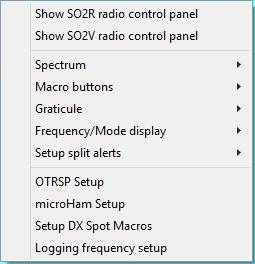 Show SO2R radio control panel
Show SO2V radio control panel
Spectrum
Macro buttons
Graticule
Frequency/Mode display
Setup split alerts
OTRSP Setup
microHam Setup
Setup DX Spot Macros
Logging frequency setup